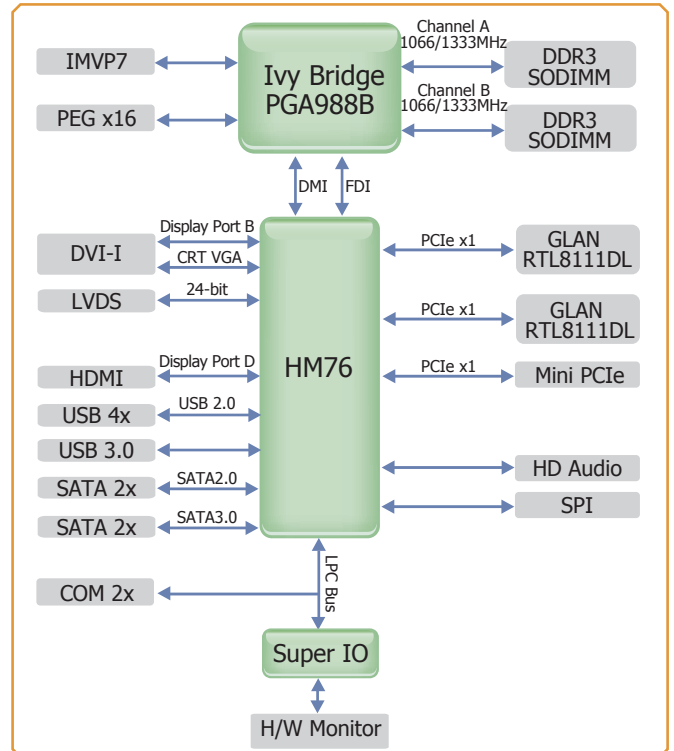 IMVP7
PEG x16
Ivy Bridge
PGA988B
Channel A
1066/1333MHz
DDR3
SODIMM
Channel B
1066/1333MHz
DDR3
SODIMM
DMI
FDI
DVI-I
Display Port B
CRT VGA
LVDS
24-bit
HDMI
Display Port D
USB 4x
USB 2.0
USB 3.0
SATA 2x
SATA2.0
SATA 2x
SATA3.0
COM 2x
HM76
PCIe x1
GLAN
RTL8111DL
PCIe x1
GLAN
RTL8111DL
PCIe x1
Mini PCIe
HD Audio
SPI
LPC Bus
Super IO
H/W Monitor